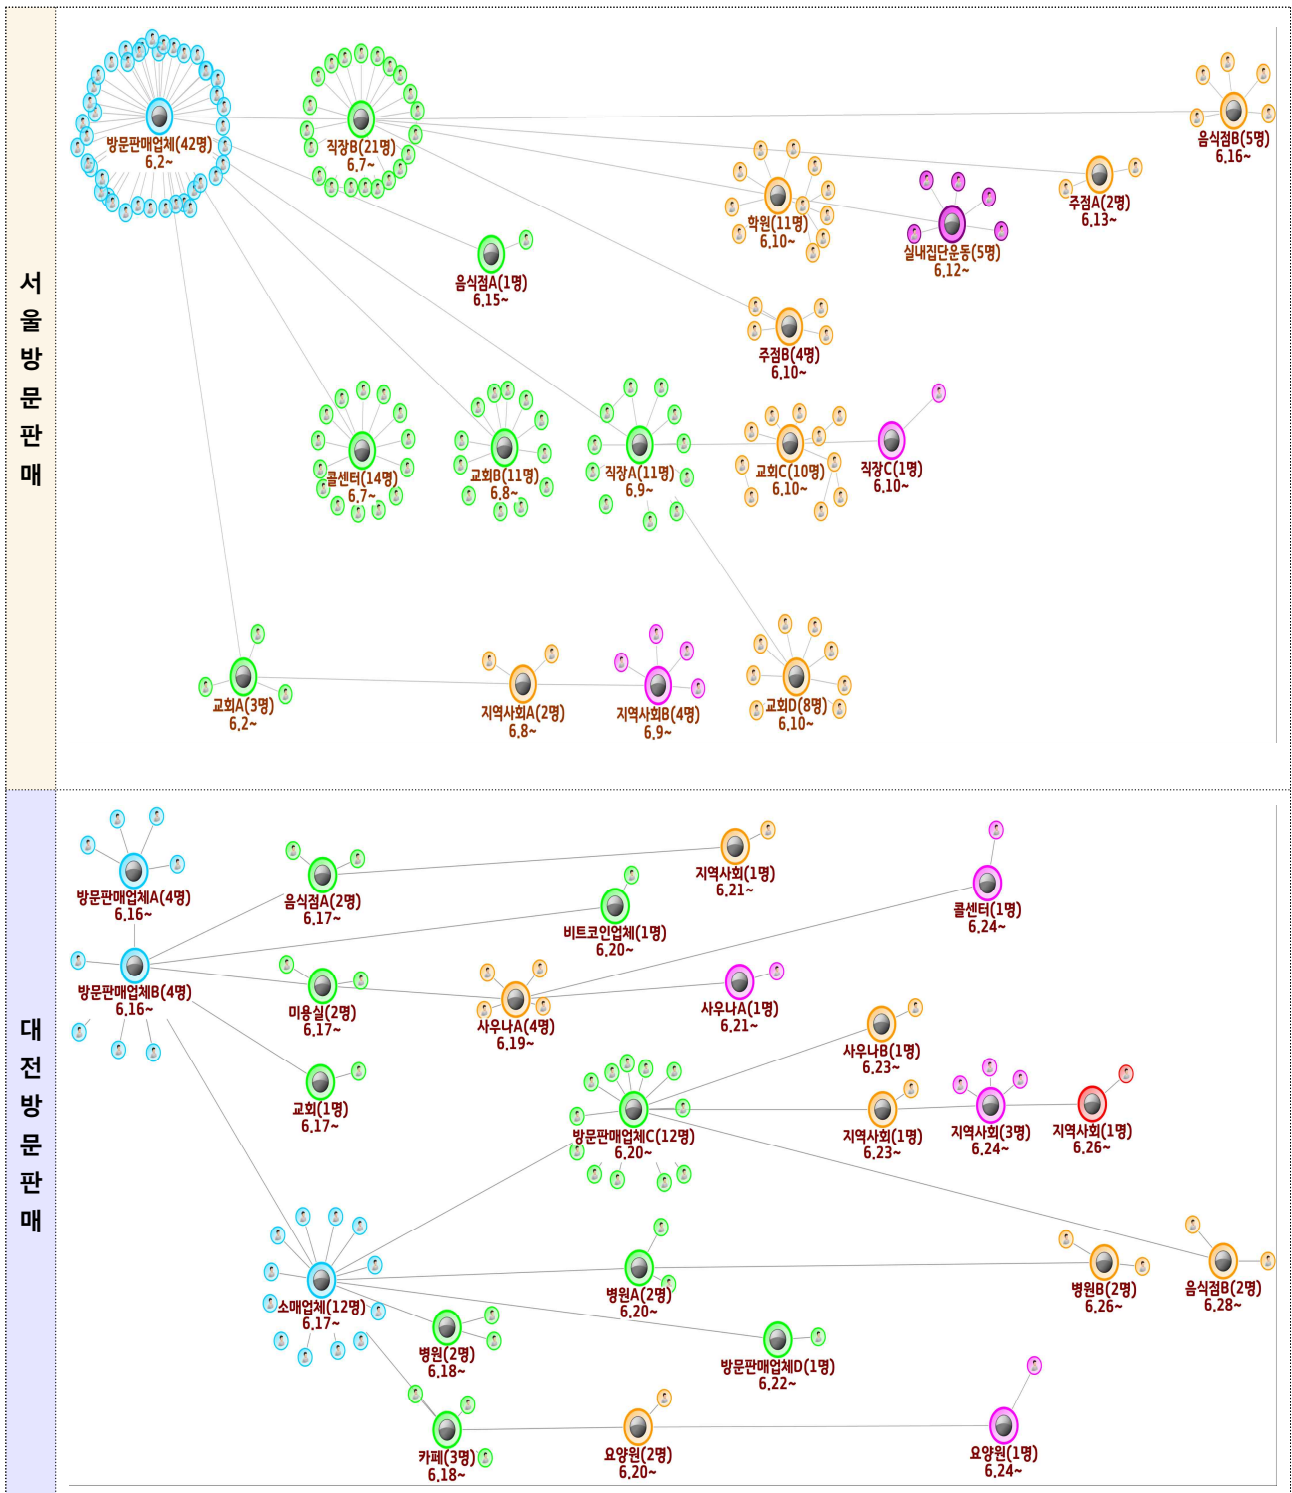 서울방문판매
방문판매업체(42명)
6.2~
직장B(21명)
6.7~
음식점B(5명)
6.16~
주점A(2명)
6.13~
학원(11명)
6.10~
실내집단운동(5명)
6.12~
음식점A(1명)
6.15~
주점B(4명)
6.10~
콜센터(14명)
6.7~
교회B(11명)
6.8~
직장A(11명)
6.9~
교회C(10명)
6.10~
직장C(1명)
6.10~
교회A(3명)
6.2~
지역사회A(2명)
6.8~
지역사회B(4명)
6.9~
교회D(8명)
6.10~
대전방문판매
방문판매업체A(4명)
6.16~
음식점A(2명)
6.17~
지역사회(1명)
6.21~
비트코인업체(1명)
6.20~
콜센터(1명)
6.24~
방문판매업체B(4명)
6.16~
미용실(2명)
6.17~
사우나A(4명)
6.19~
사우나A(1명)
6.21~
사우나B(1명)
6.23~
교회(1명)
6.17~
방문판매업체C(12명)
6.20~
지역사회(1명)
6.23~
지역사회(3명)
6.24~
지역사회(1명)
6.26~
소매업체(12명)
6.17~
병원A(2명)
6.20~
병원B(2명)
6.26~
음식점B(2명)
6.28~
병원(2명)
6.18~
방문판매업체D(1명)
6.22~
카페(3명)
6.18~
요양원(2명)
6.20~
요양원(1명)
6.24~